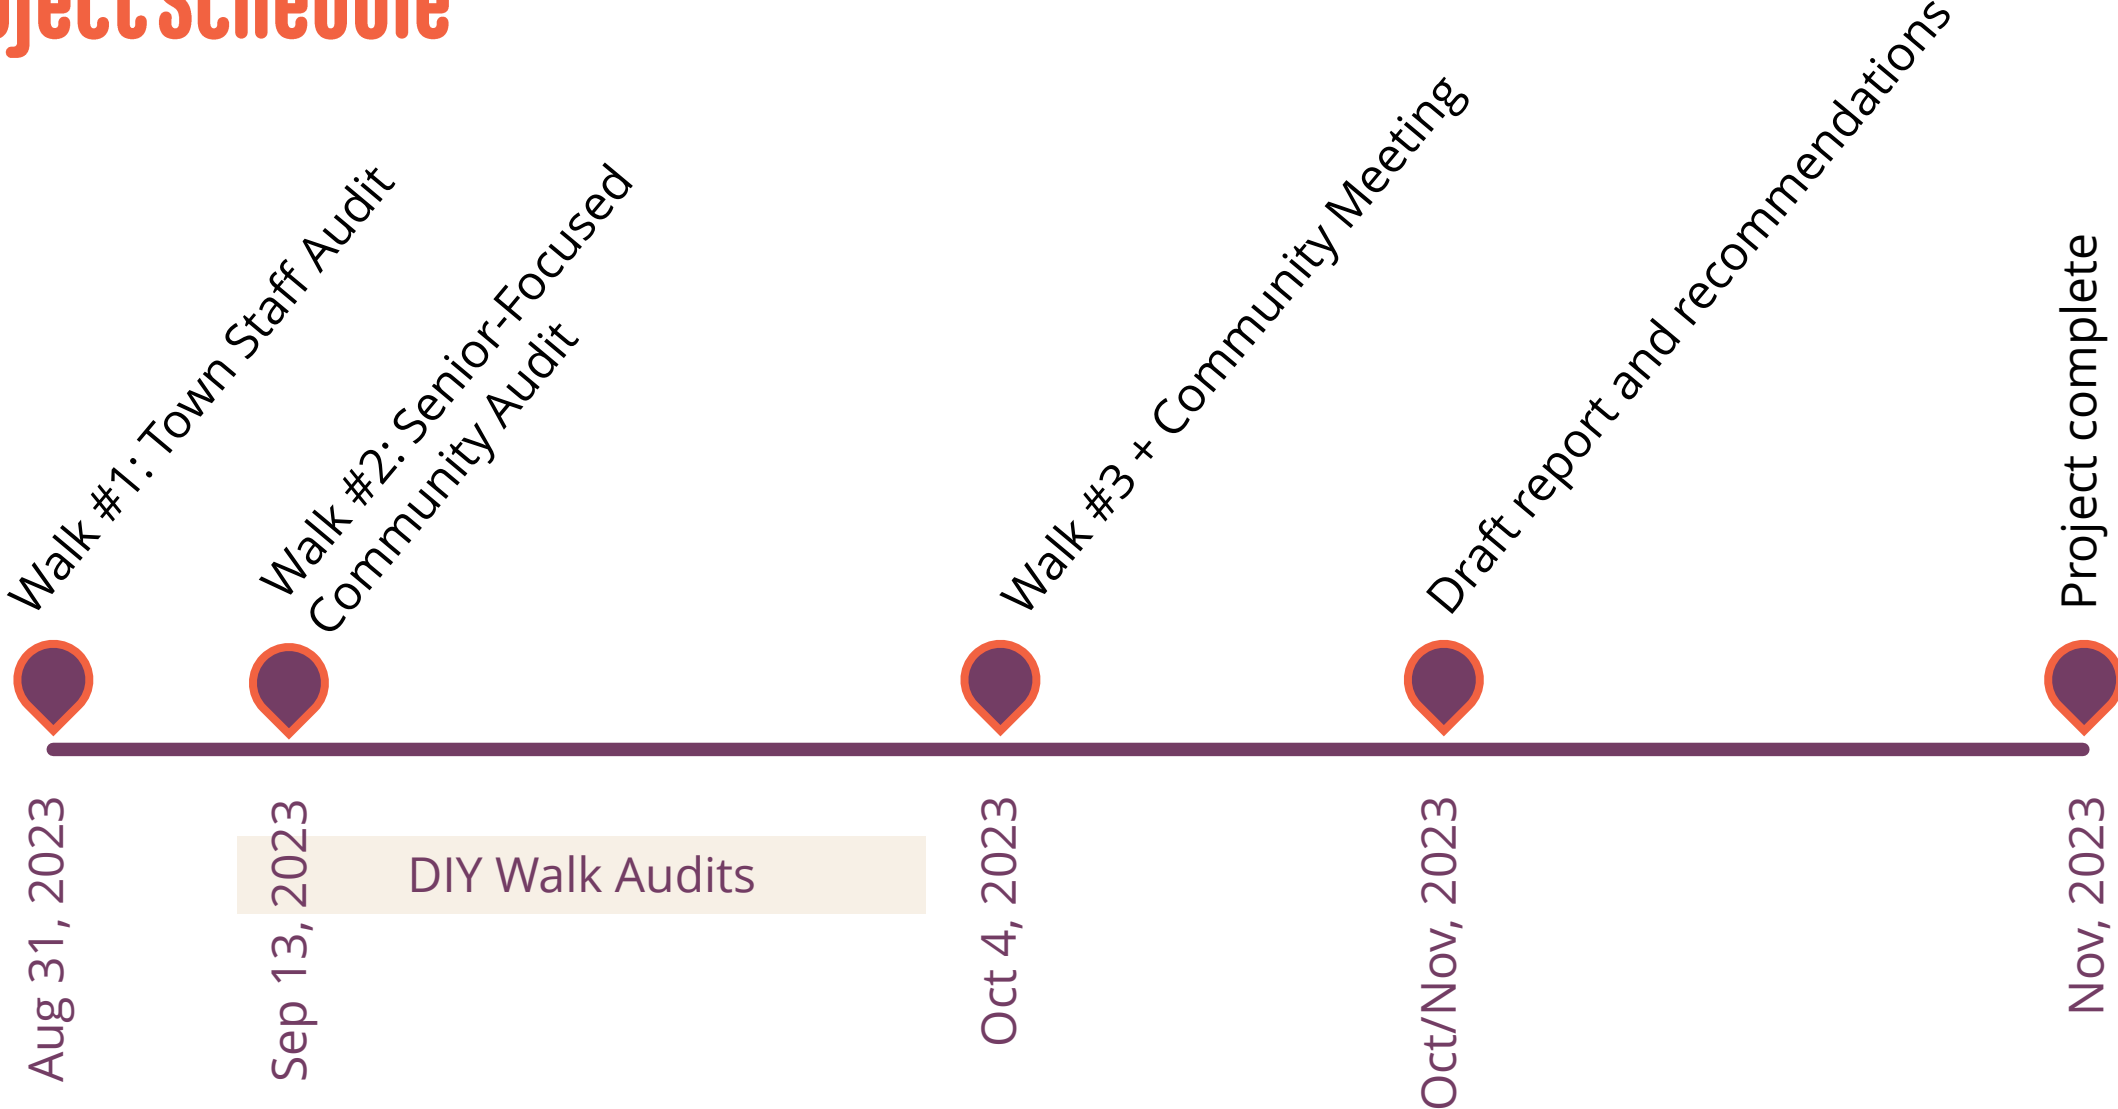 oject Schedule
Walk #1: Town Staff Audit
Walk #2: Senior-Focused
Community Audit
Walk #3 + Community Meeting
Draft report and recommendations
Project complete
Aug 31, 2023
Sep 13, 2023
DIY Walk Audits
Oct 4, 2023
Oct/Nov, 2023
Nov, 2023